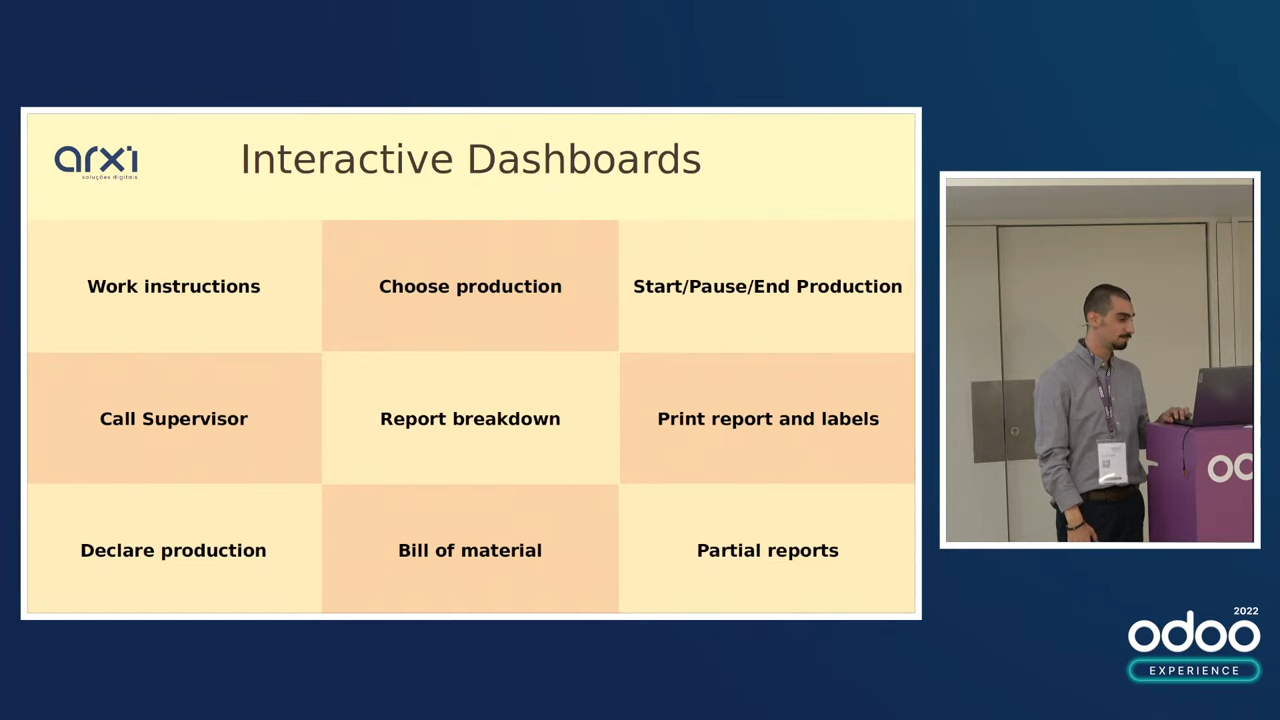 arxi
soluções digitais
Interactive Dashboards
Work instructions
Choose production
Start/Pause/End Production
Call Supervisor
Report breakdown
Print report and labels
Declare production
Bill of material
Partial reports
2022
odoo
EXPERIENCE